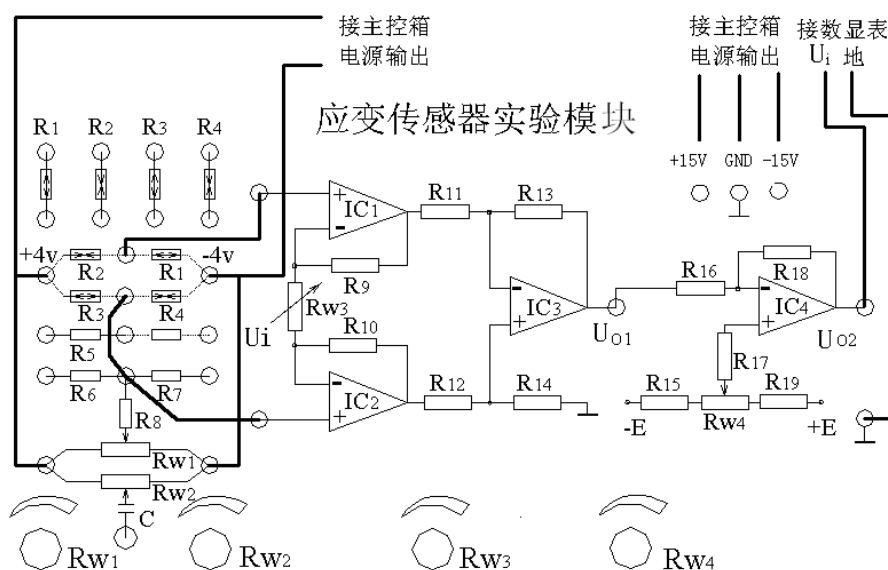 接主控箱
电源输出
接主控箱
电源输出
接数显表
Ui 地
应变传感器实验模块
R1 R2 R3 R4
+15V GND -15V
+4v -4v
R2 R1
R3 R4
R5
R6 R7
R8
Rw1
Rw2
C
IC1
R9
Rw3
Ui
R10
IC2
R11 R13
IC3
R12 R14
UO1
R16 R18
IC4
UO2
R17
R15 R19
-E Rw4 +E
Rw1 Rw2 Rw3 Rw4